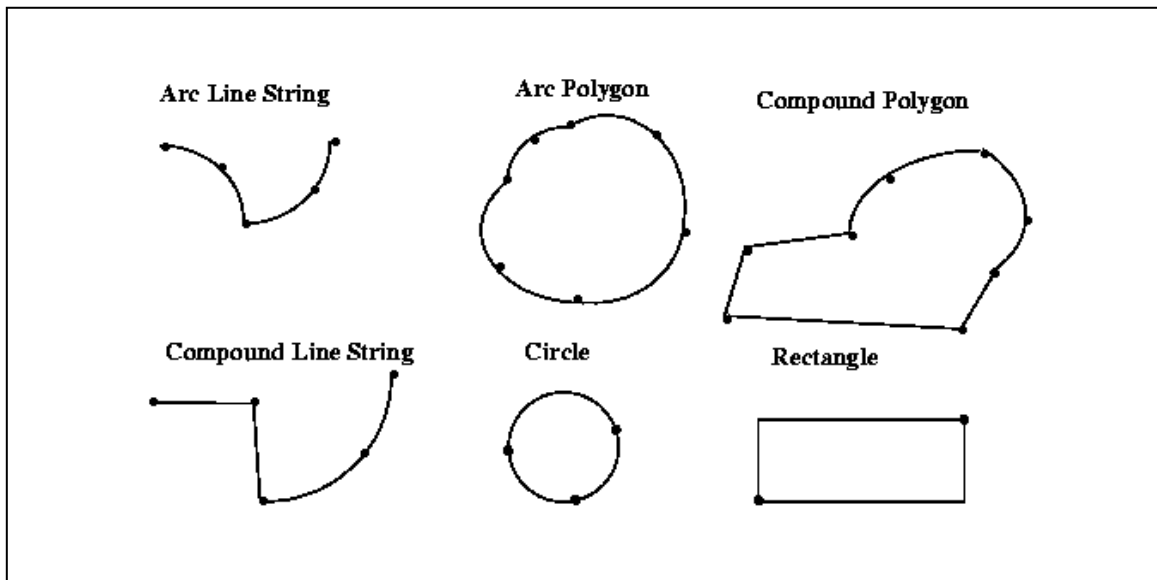 Arc Line String
Arc Polygon
Compound Polygon
Compound Line String
Circle
Rectangle